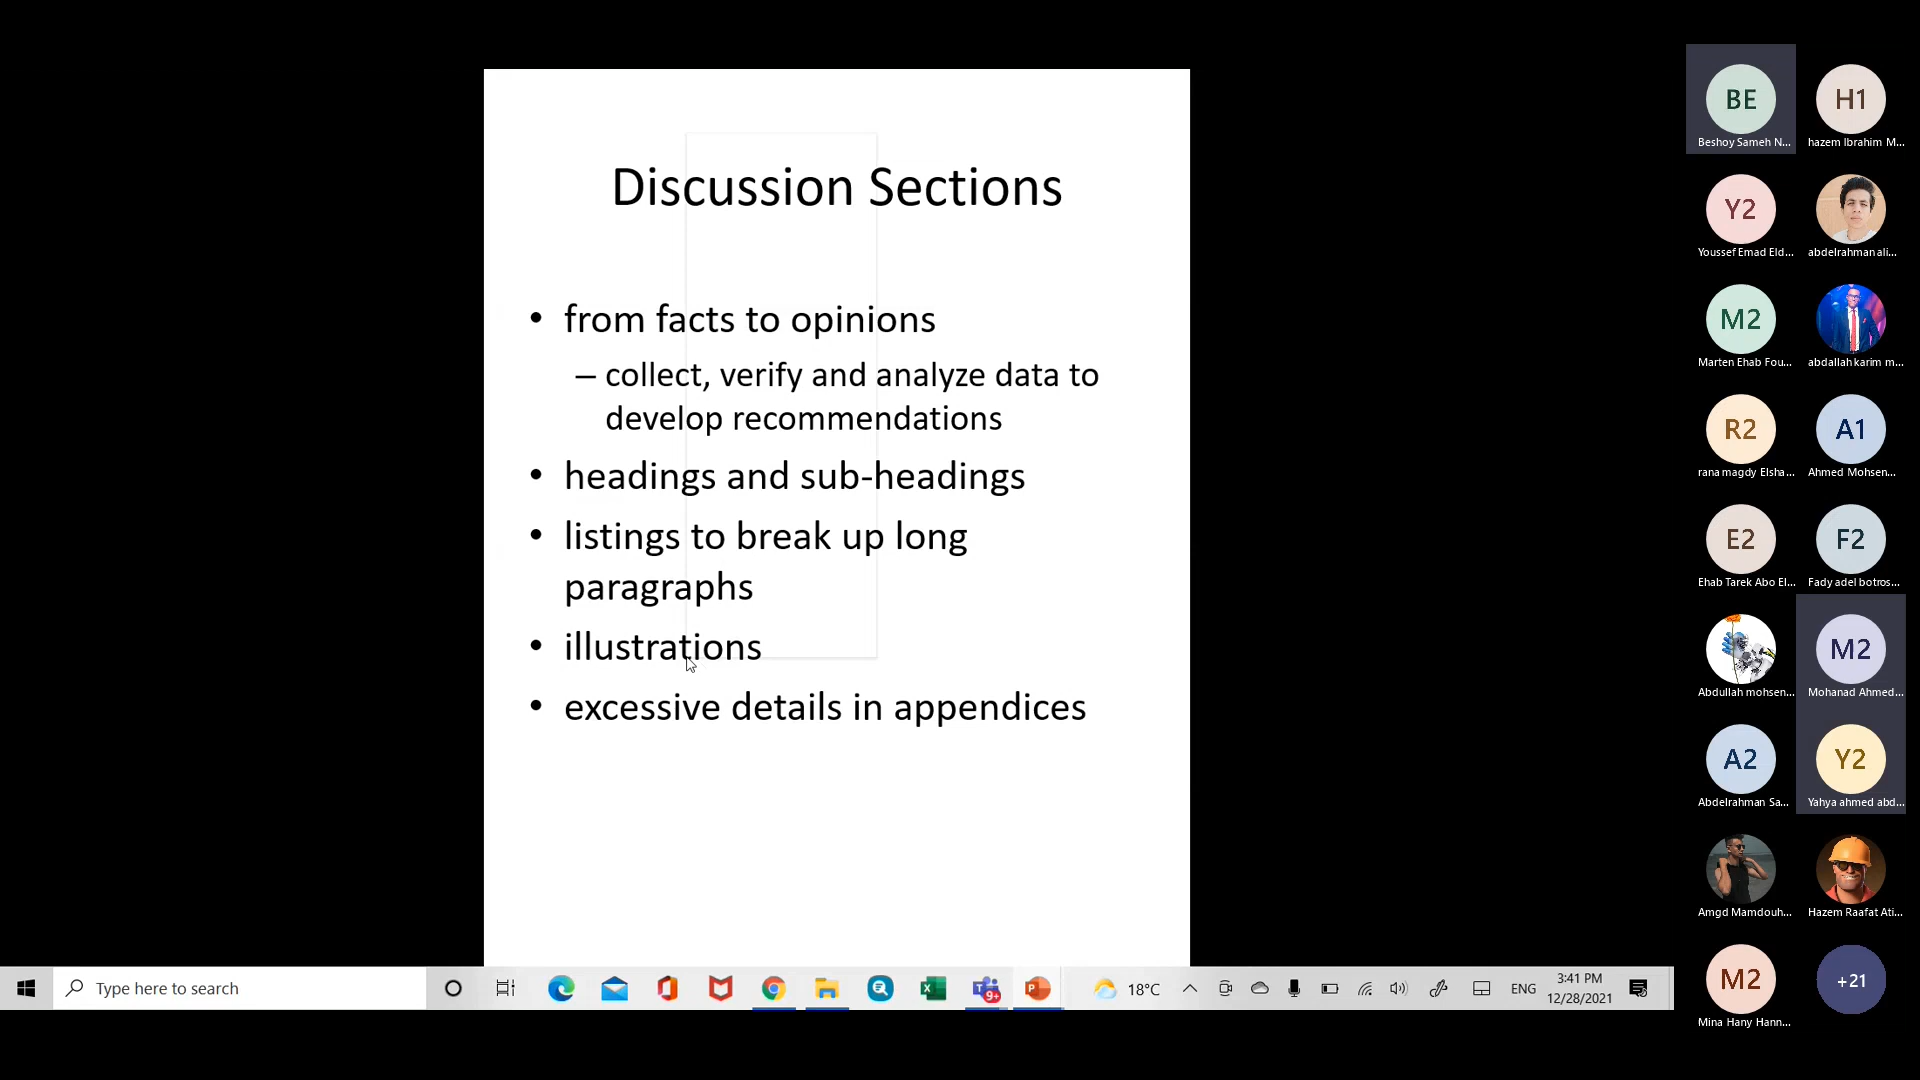 Discussion Sections
• from facts to opinions
– collect, verify and analyze data to
develop recommendations
• headings and sub-headings
• listings to break up long
paragraphs
• illustrations
• excessive details in appendices
BE
Beshoy Sameh N...
H1
hazem Ibrahim M...
Y2
Youssef Emad Eld...
abdelrahman ali...
M2
Marten Ehab Fou...
abdallah karim m...
R2
rana magdy Elsha...
A1
Ahmed Mohsen...
E2
Ehab Tarek Abo El...
F2
Fady adel botros...
Abdullah mohsen...
M2
Mohanad Ahmed...
A2
Abdelrahman Sa...
Y2
Yahya ahmed abd...
Amgd Mamdouh...
Hazem Raafat Ati...
M2
Mina Hany Hann...
+21
Type here to search
9+
18°C
ENG
3:41 PM
12/28/2021